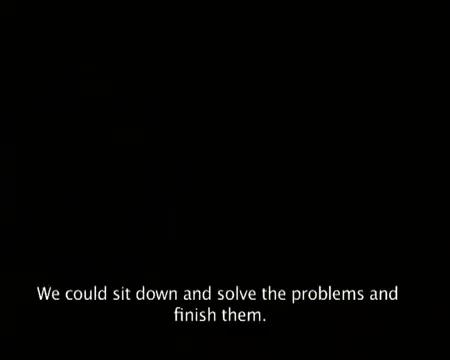 We could sit down and solve the problems and
finish them.